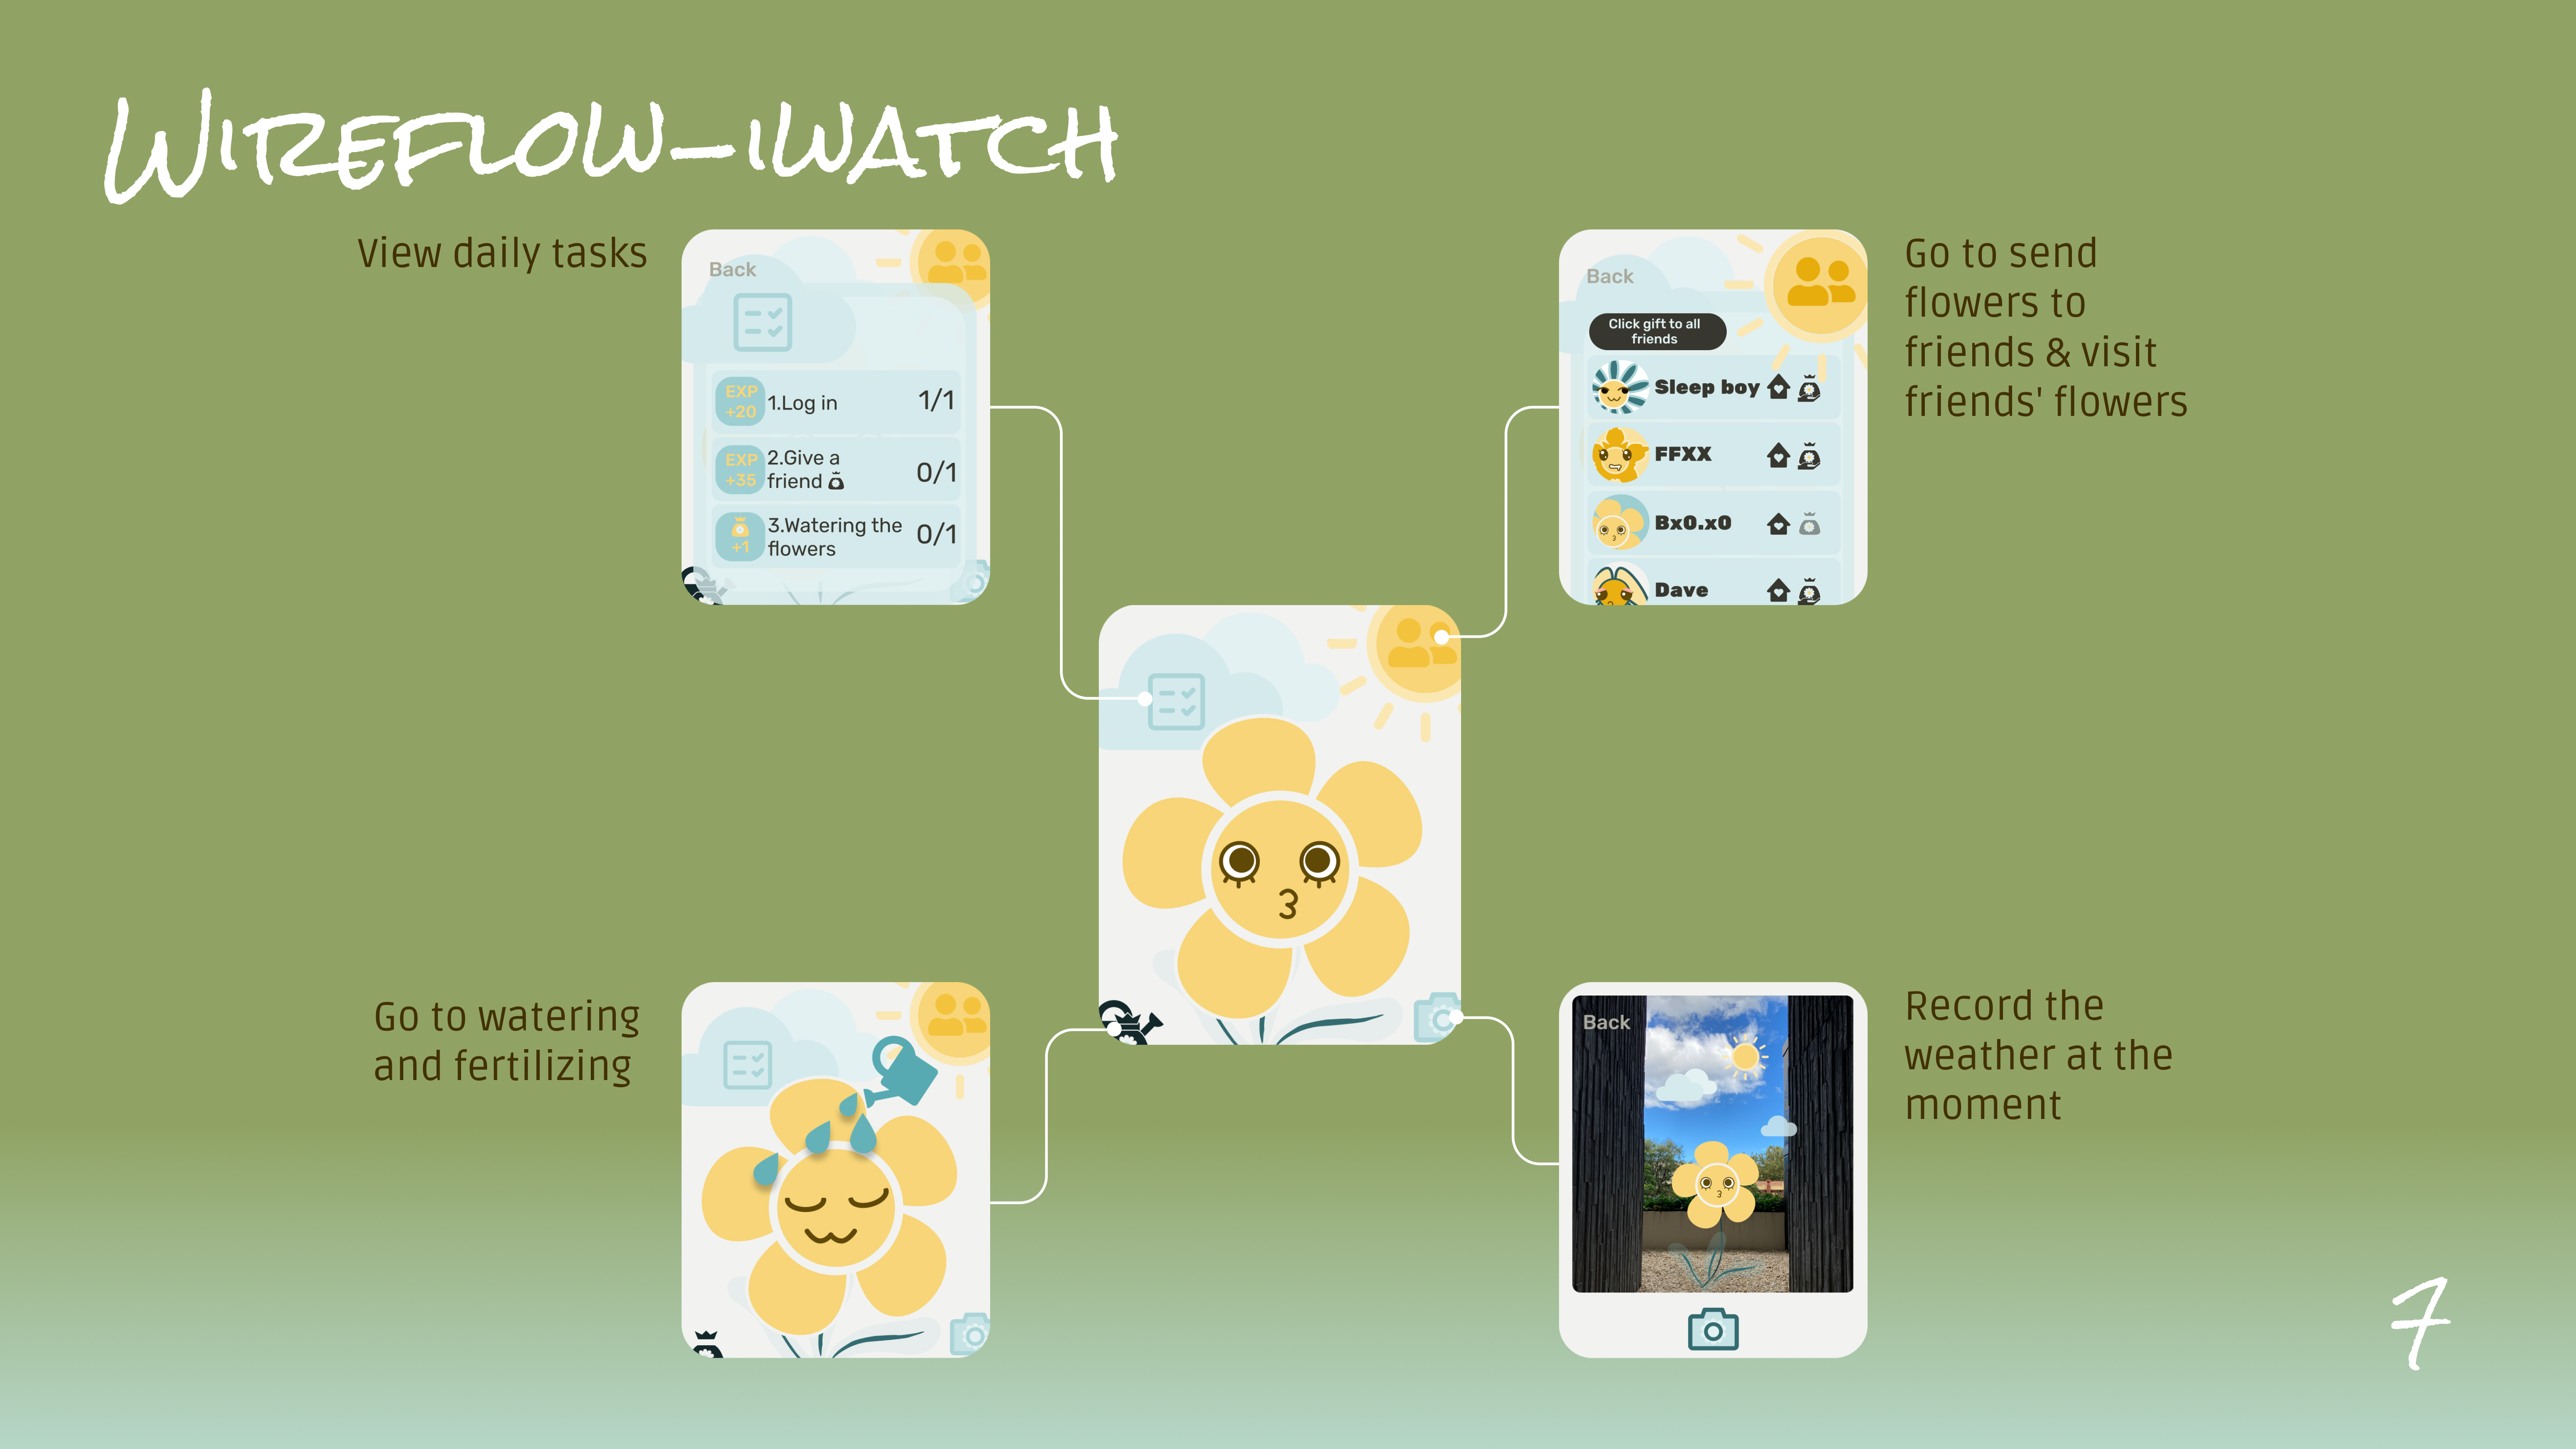 Wireflow-iwatch
View daily tasks
Back
EXP
+20
1.Log in
1/1
EXP
+35
2.Give a
friend
0/1
+1
3.Watering the
flowers
0/1
Back
Click gift to all
friends
Sleep boy
FFXX
Bx0.x0
Dave
Go to send
flowers to
friends & visit
friends' flowers
Go to watering
and fertilizing
Back
Record the
weather at the
moment
7